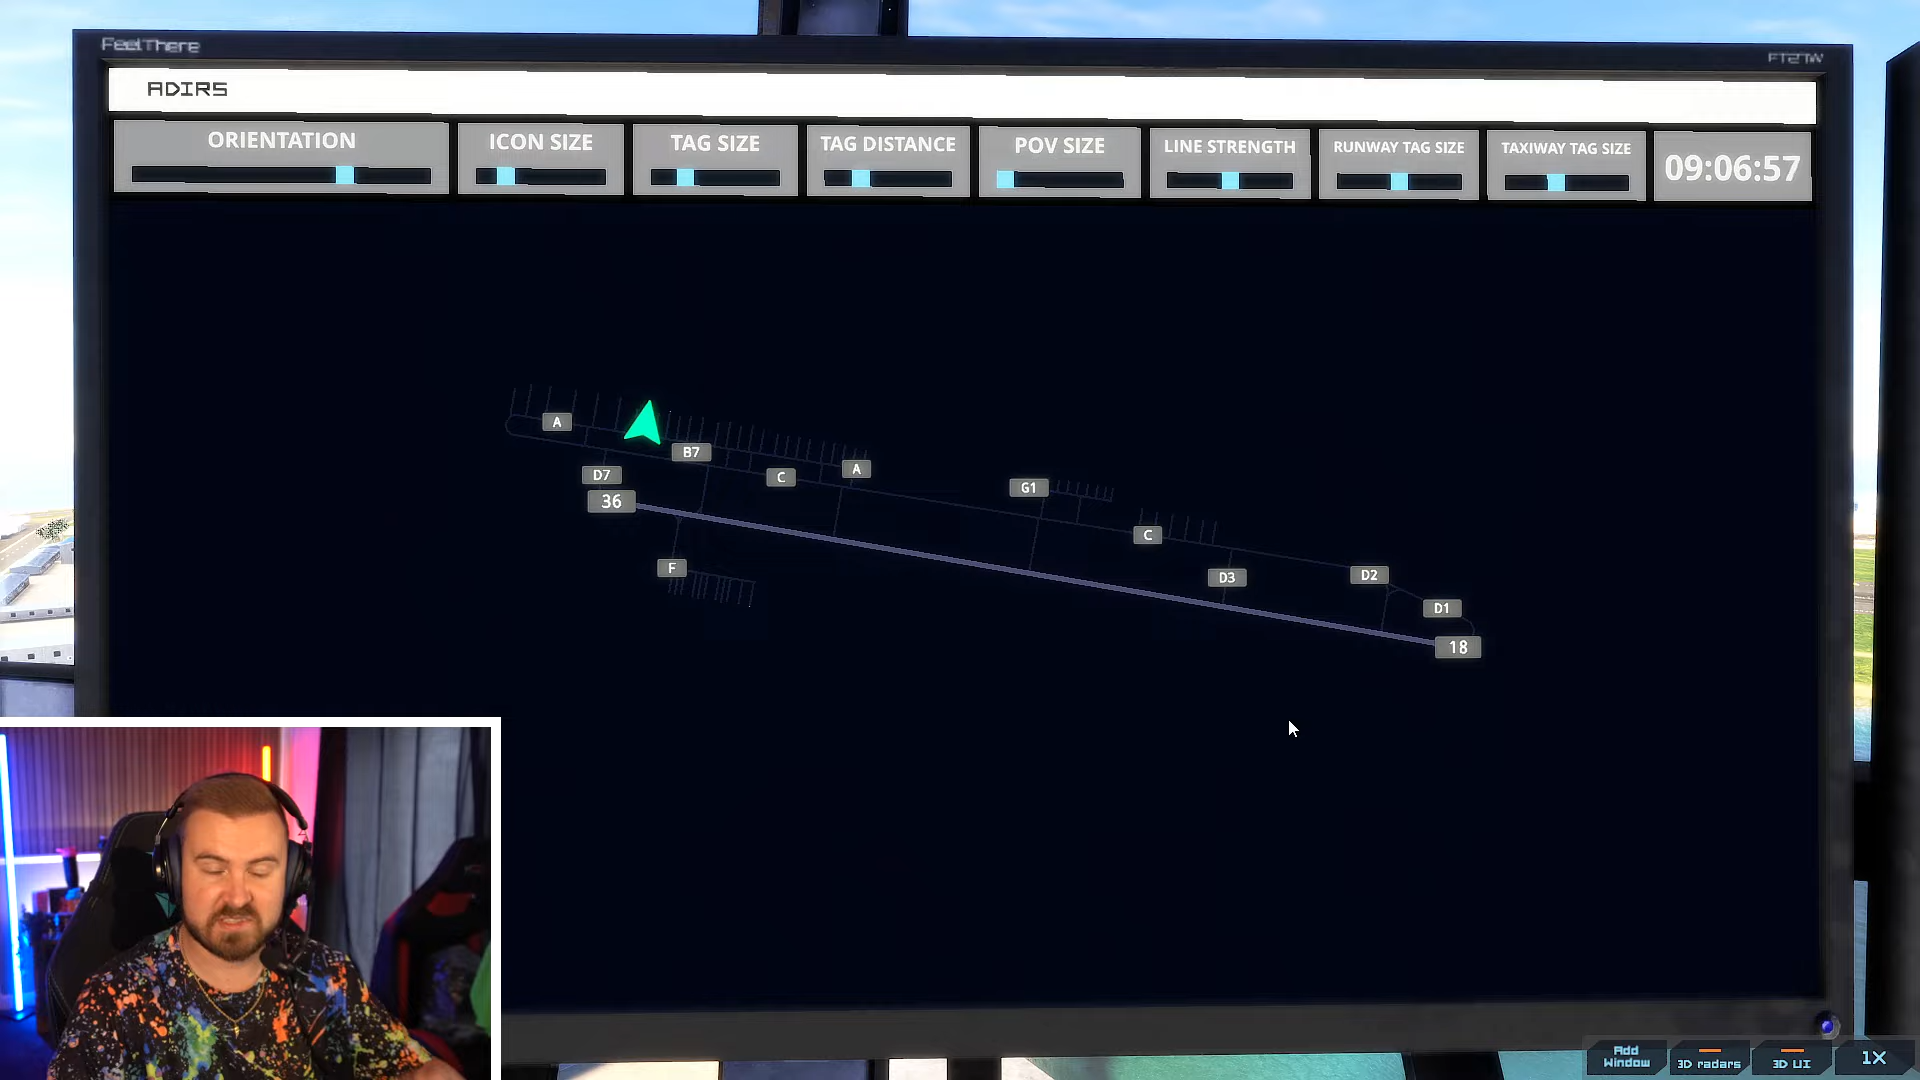 FeelThere
FT27W
ADIRS
ORIENTATION
ICON SIZE
TAG SIZE
TAG DISTANCE
POV SIZE
LINE STRENGTH
RUNWAY TAG SIZE
TAXIWAY TAG SIZE
09:06:57
A
B7
D7
C
A
36
G1
C
F
D3
D2
D1
18
Add
Window
3D radars
3D UI
1X